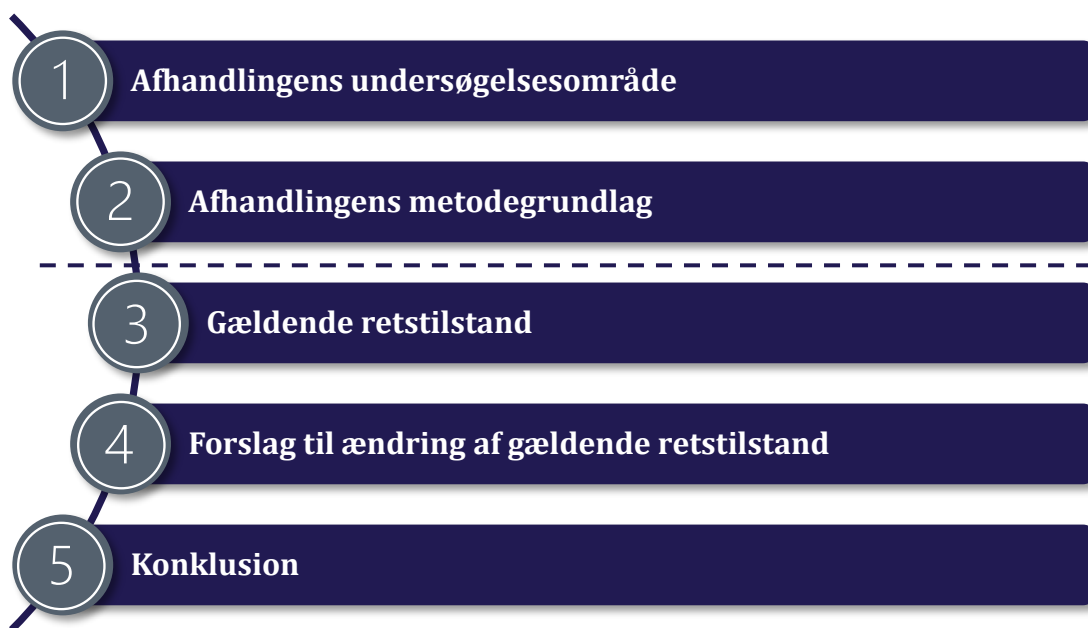 1 Afhandlingens undersøgelsesområde
2 Afhandlingens metodegrundlag
3 Gældende retstilstand
4 Forslag til ændring af gældende retstilstand
5 Konklusion